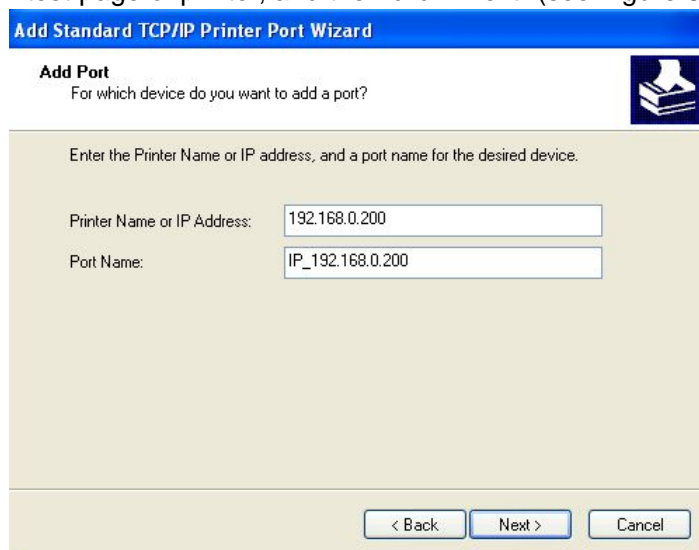 Add Standard TCP/IP Printer Port Wizard
Add Port
For which device do you want to add a port?
Enter the Printer Name or IP address, and a port name for the desired device.
Printer Name or IP Address: 192.168.0.200
Port Name: IP_192.168.0.200
< Back Next > Cancel